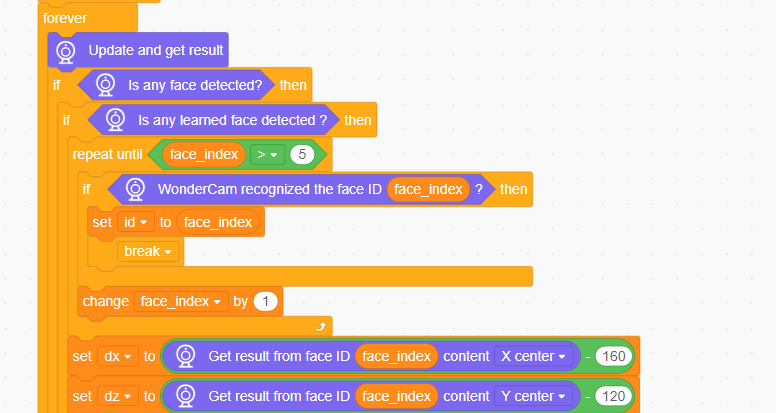 forever
Update and get result
if Is any face detected? then
if Is any learned face detected ? then
repeat until face_index > 5
if WonderCam recognized the face ID face_index ? then
set id to face_index
break
change face_index by 1
set dx to Get result from face ID face_index content X center - 160
set dz to Get result from face ID face_index content Y center - 120